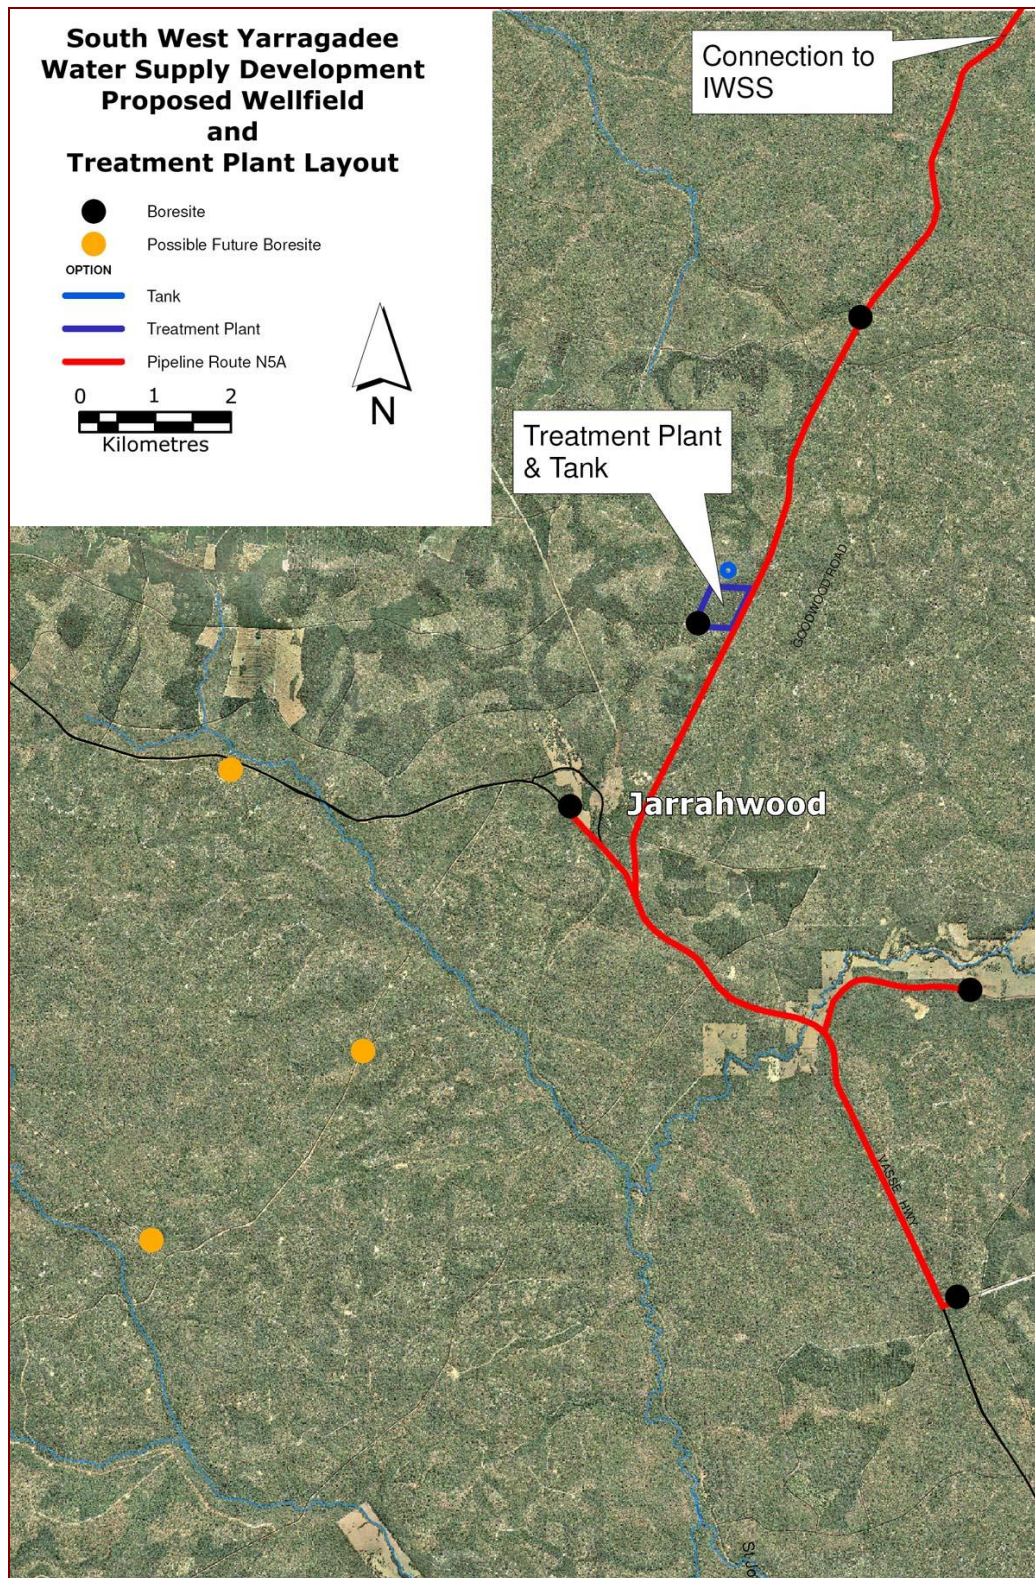 South West Yarragadee
Water Supply Development
Proposed Wellfield
and
Treatment Plant Layout
Boresite
Possible Future Boresite
OPTION
Tank
Treatment Plant
Pipeline Route N5A
0 1 2
Kilometres
N
Connection to
IWSS
Treatment Plant
& Tank
GOODWOOD ROAD
Jarrahwood
VASSE HWY
St Jo